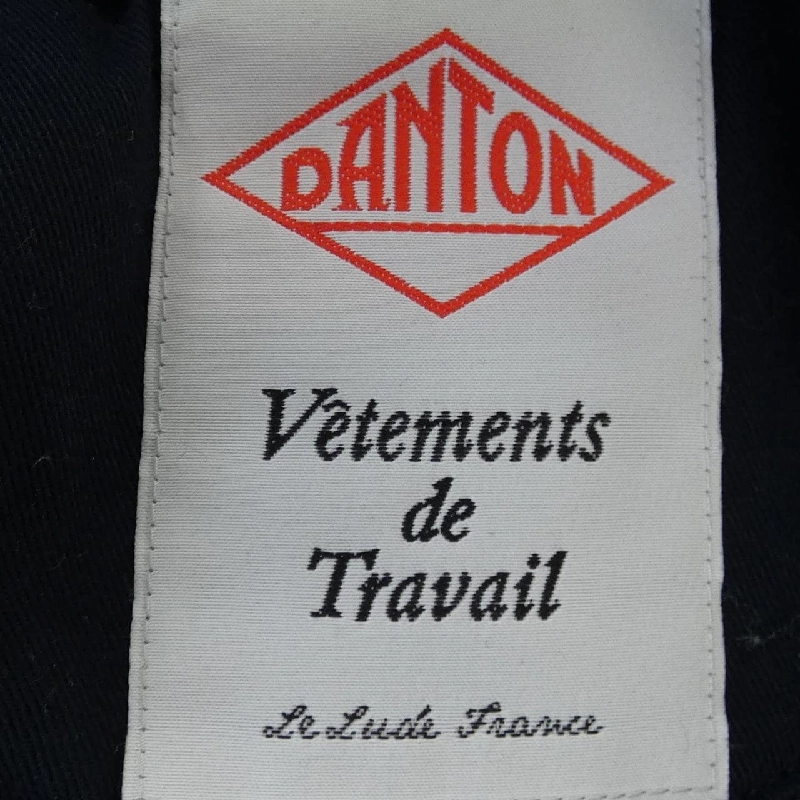 DANTON
Vêtements
de
Travail
Le Lude France